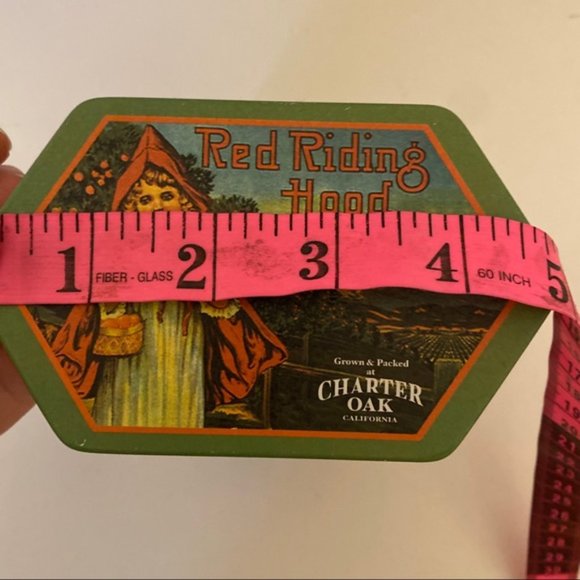 Red Riding
Hood
1 FIBER - GLASS 2 3 4 60 INCH 5
Grown & Packed
at
CHARTER
OAK
CALIFORNIA